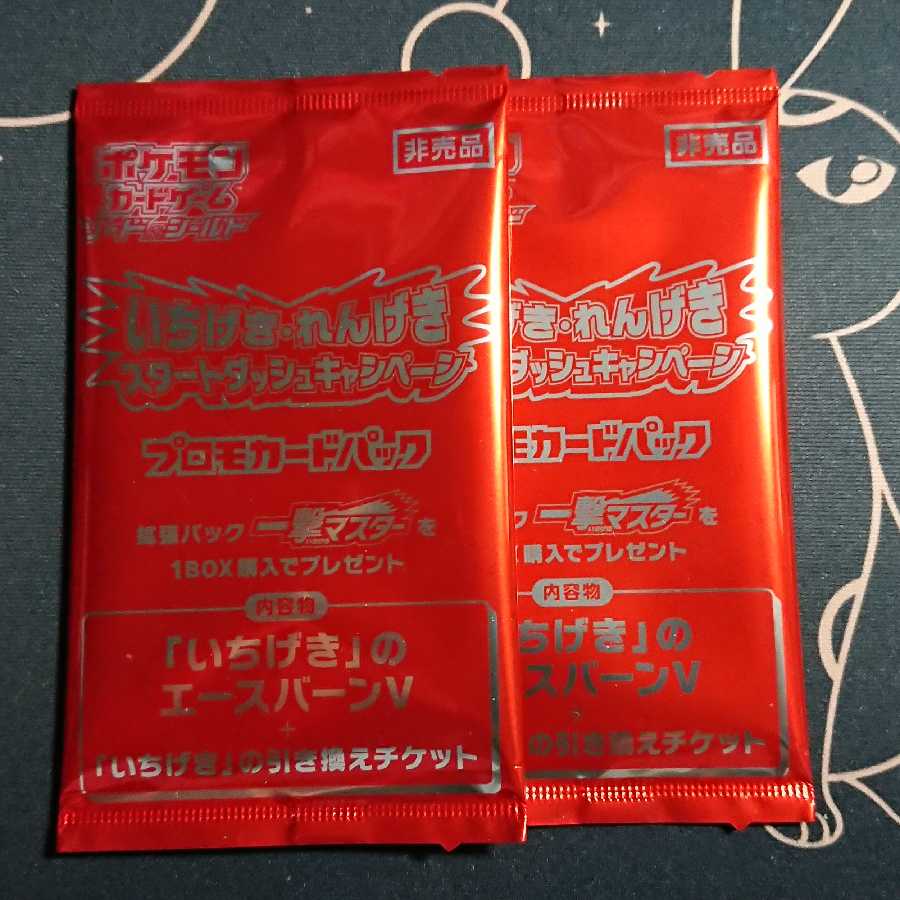 ポケモン
カードゲーム
ソード&シールド
非売品
いちげき・れんげき
スタートダッシュキャンペーン
プロモカードパック
拡張パック 一撃マスターを
1BOX購入でプレゼント
内容物
「いちげき」の
エースバーンV
+
「いちげき」の引き換えチケット
非売品
げき・れんげき
ダッシュキャンペーン
モカードパック
ク 一撃マスターを
購入でプレゼント
内容物
ちげき」の
スバーンV
の引き換えチケット